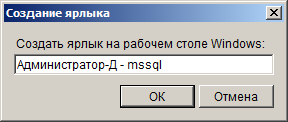 Создание ярлыка
Создать ярлык на рабочем столе Windows:
Администратор-Д - mssql
OK
Отмена